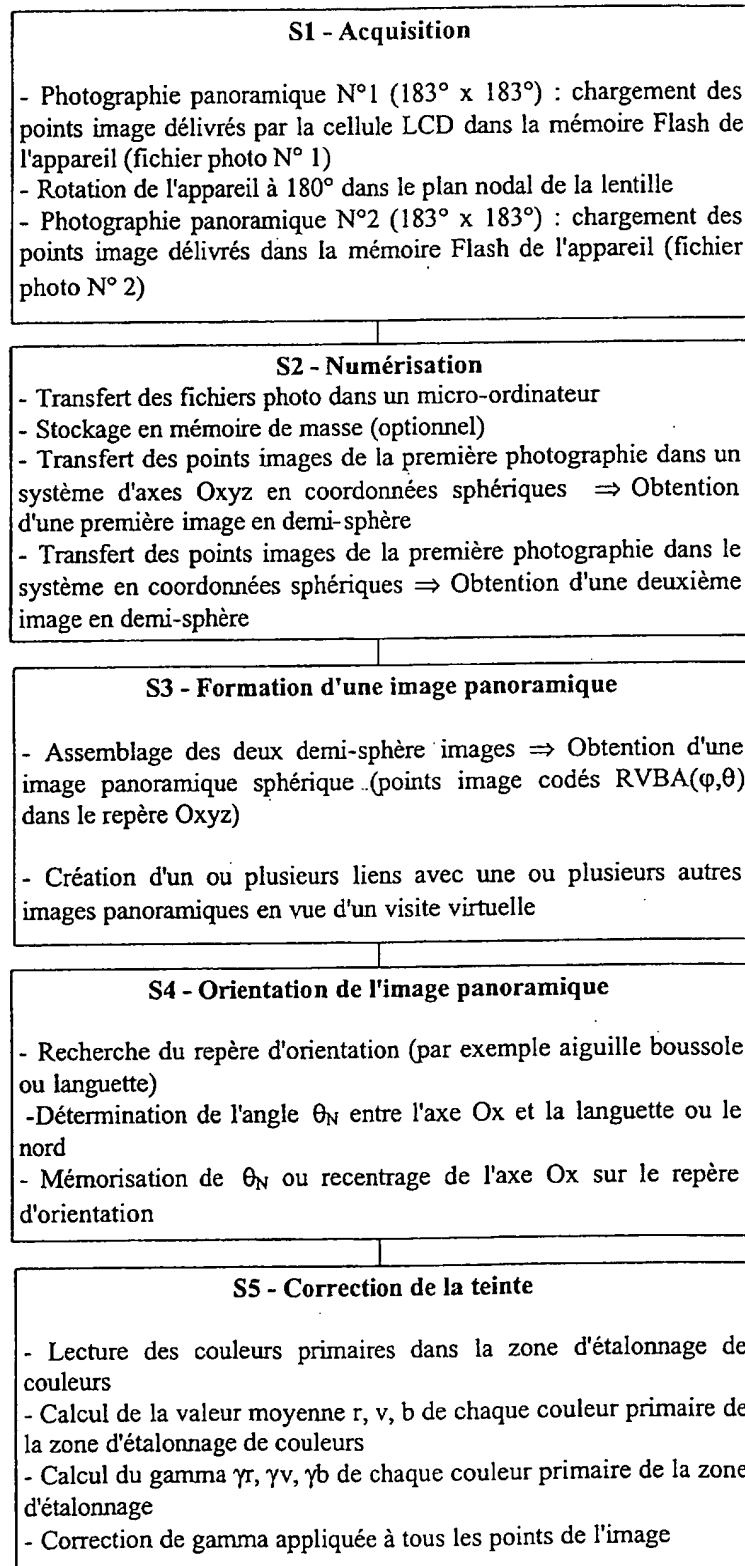 S1 - Acquisition
- Photographie panoramique N°1 (183° x 183°) : chargement des
points image délivrés par la cellule LCD dans la mémoire Flash de
l'appareil (fichier photo N° 1)
- Rotation de l'appareil à 180° dans le plan nodal de la lentille
- Photographie panoramique N°2 (183° x 183°) : chargement des
points image délivrés dans la mémoire Flash de l'appareil (fichier
photo N° 2)
S2 - Numérisation
- Transfert des fichiers photo dans un micro-ordinateur
- Stockage en mémoire de masse (optionnel)
- Transfert des points images de la première photographie dans un
système d'axes Oxyz en coordonnées sphériques ⇒ Obtention
d'une première image en demi-sphère
- Transfert des points images de la première photographie dans le
système en coordonnées sphériques ⇒ Obtention d'une deuxième
image en demi-sphère
S3 - Formation d'une image panoramique
- Assemblage des deux demi-sphère images ⇒ Obtention d'une
image panoramique sphérique (points image codés RVBA(φ,θ)
dans le repère Oxyz)
- Création d'un ou plusieurs liens avec une ou plusieurs autres
images panoramiques en vue d'un visite virtuelle
S4 - Orientation de l'image panoramique
- Recherche du repère d'orientation (par exemple aiguille boussole
ou languette)
-Détermination de l'angle θN entre l'axe Ox et la languette ou le
nord
- Mémorisation de θN ou recentrage de l'axe Ox sur le repère
d'orientation
S5 - Correction de la teinte
- Lecture des couleurs primaires dans la zone d'étalonnage de
couleurs
- Calcul de la valeur moyenne r, v, b de chaque couleur primaire de
la zone d'étalonnage de couleurs
- Calcul du gamma γr, γv, γb de chaque couleur primaire de la zone
d'étalonnage
- Correction de gamma appliquée à tous les points de l'image